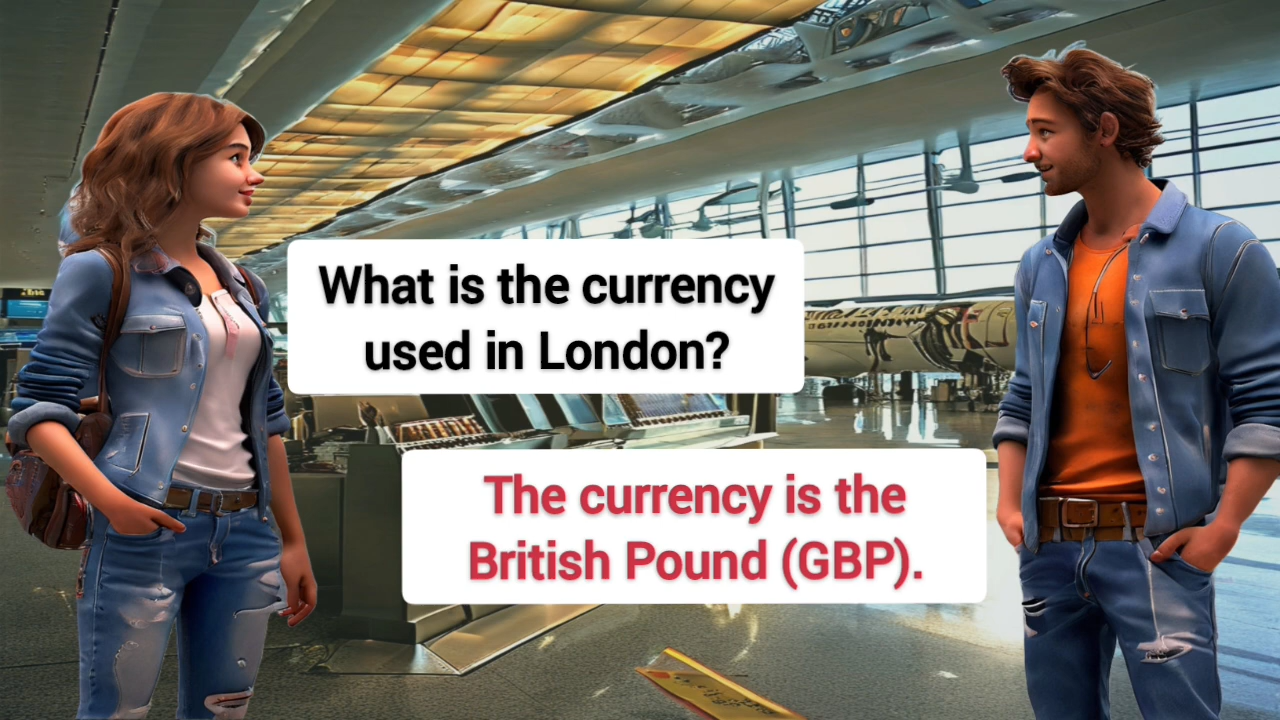 What is the currency
used in London?
The currency is the
British Pound (GBP).